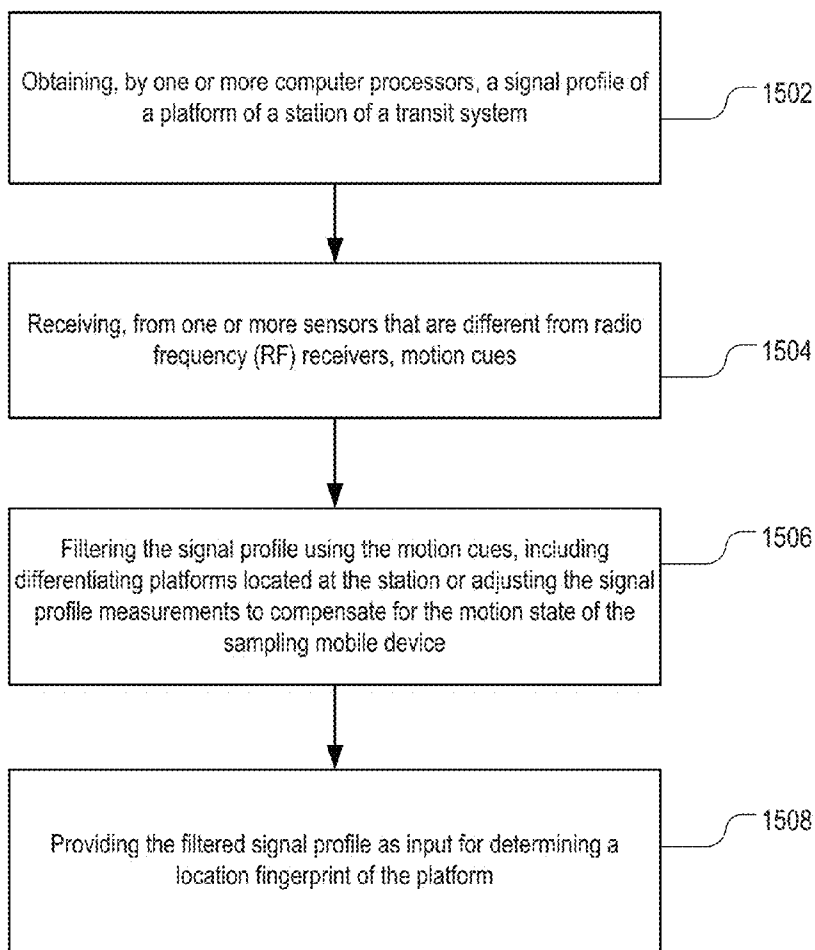 Obtaining, by one or more computer processors, a signal profile of
a platform of a station of a transit system
1502
Receiving, from one or more sensors that are different from radio
frequency (RF) receivers, motion cues
1504
Filtering the signal profile using the motion cues, including
differentiating platforms located at the station or adjusting the signal
profile measurements to compensate for the motion state of the
sampling mobile device
1506
Providing the filtered signal profile as input for determining a
location fingerprint of the platform
1508